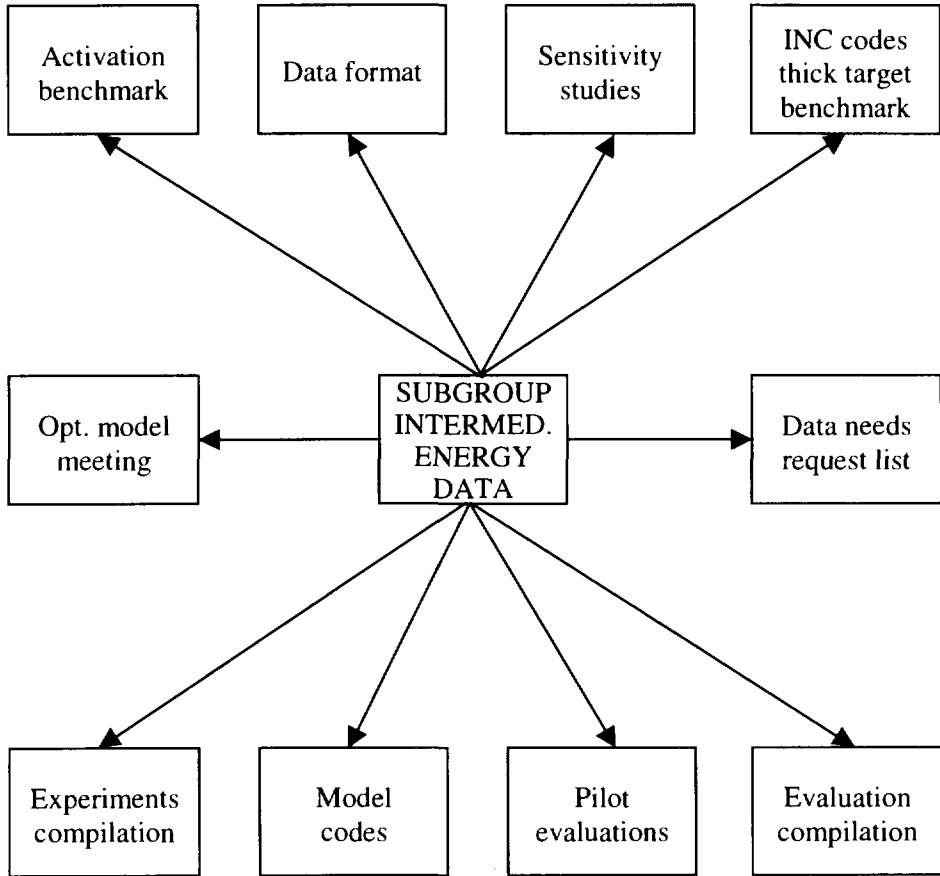 Activation
benchmark
Data format
Sensitivity
studies
INC codes
thick target
benchmark
Opt. model
meeting
SUBGROUP
INTERMED.
ENERGY
DATA
Data needs
request list
Experiments
compilation
Model
codes
Pilot
evaluations
Evaluation
compilation